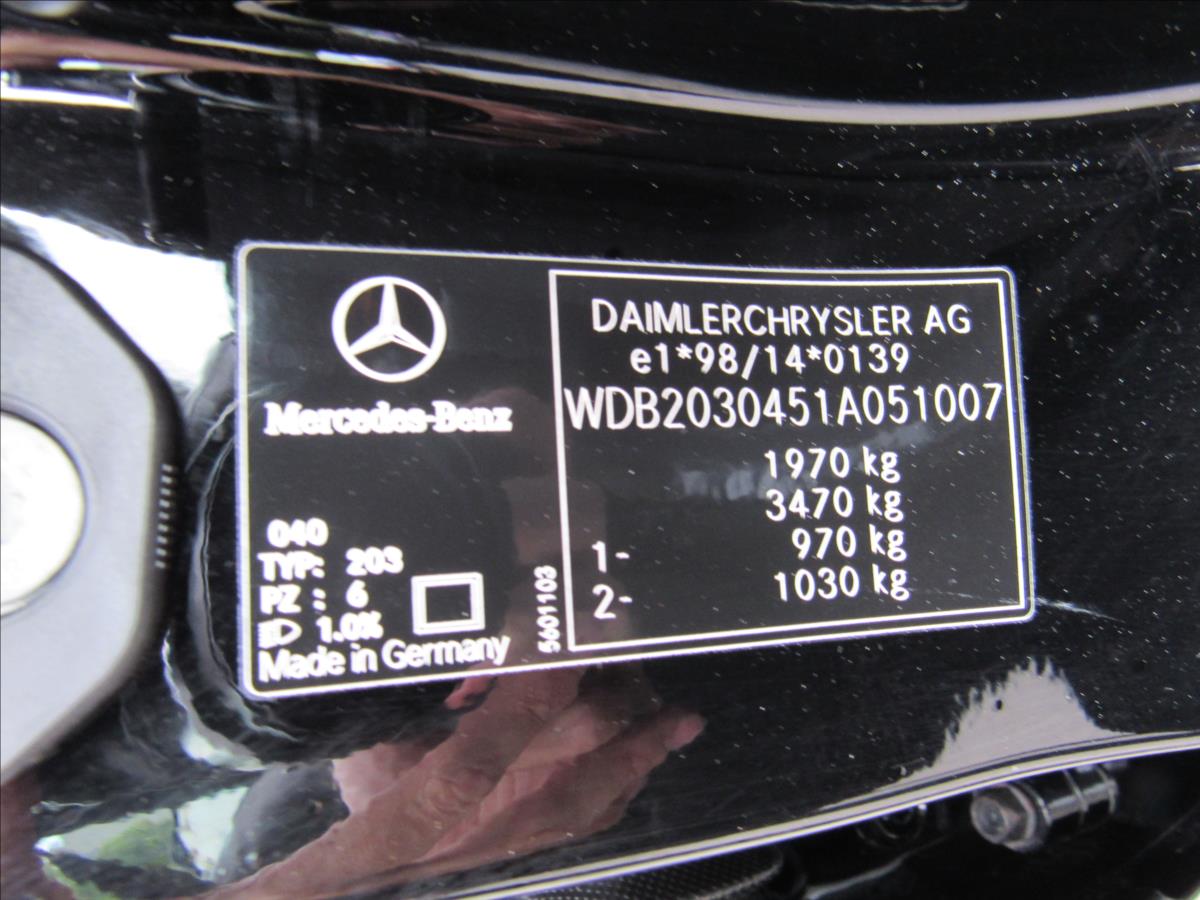 Mercedes-Benz
040
TYP: 203
PZ : 6
1.0%
Made in Germany
5601103
DAIMLERCHRYSLER AG
e1*98/14*0139
WDB2030451A051007
1970 kg
3470 kg
1- 970 kg
2- 1030 kg